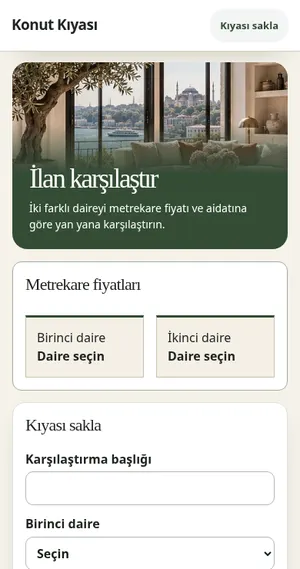 Konut Kıyası
Kıyası sakla
İlan karşılaştır
İki farklı daireyi metrekare fiyatı ve aidatına
göre yan yana karşılaştırın.
Metrekare fiyatları
Birinci daire
Daire seçin
İkinci daire
Daire seçin
Kıyası sakla
Karşılaştırma başlığı
Birinci daire
Seçin